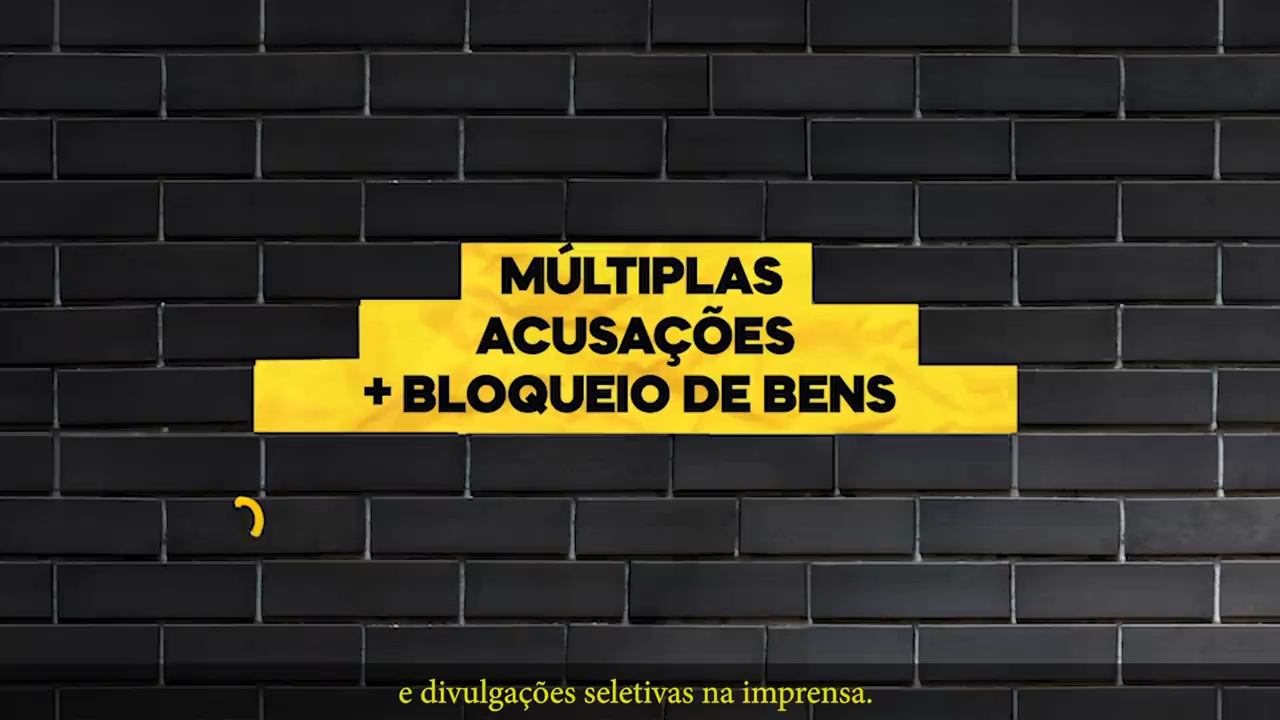 MÚLTIPLAS
ACUSAÇÕES
+ BLOQUEIO DE BENS
e divulgações seletivas na imprensa.